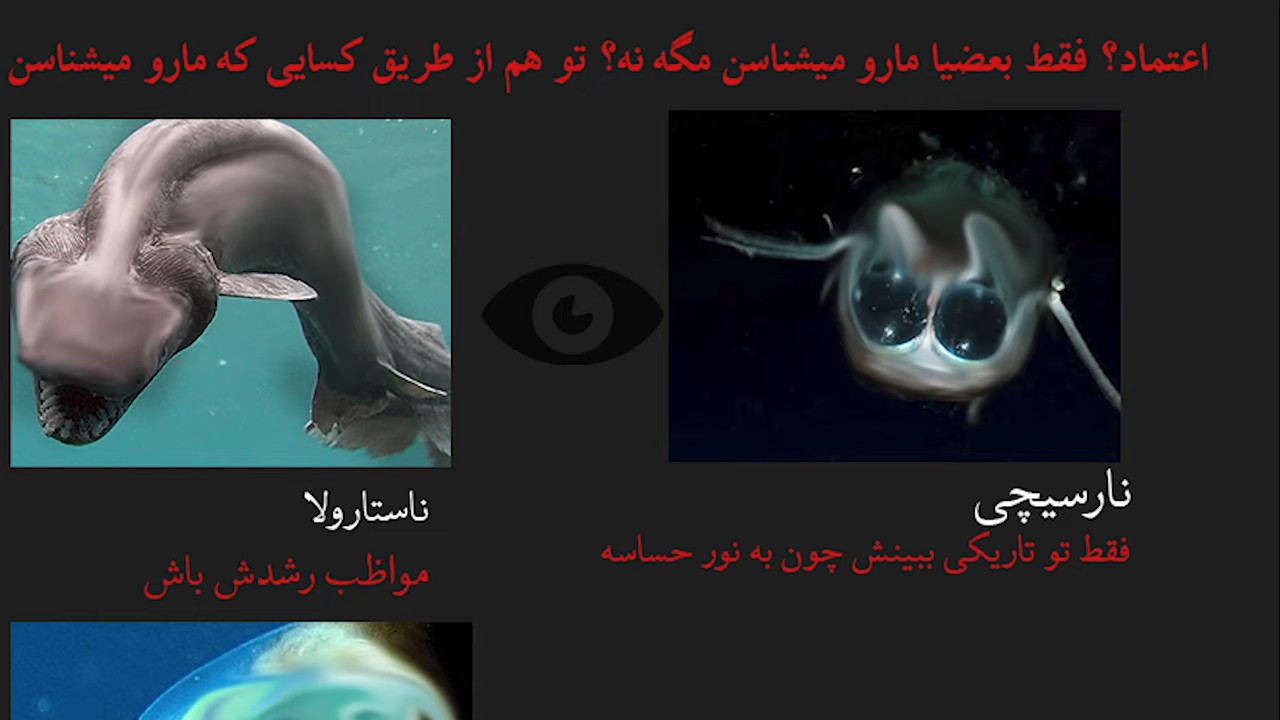 اعتماد؟ فقط بعضیا مارو میشناسن مگه نه؟ تو هم از طریق کسایی که مارو میشناسن
نارسیچی
فقط تو تاریکی ببینش چون به نور حساسه
ناستارولا
مواظب رشدش باش